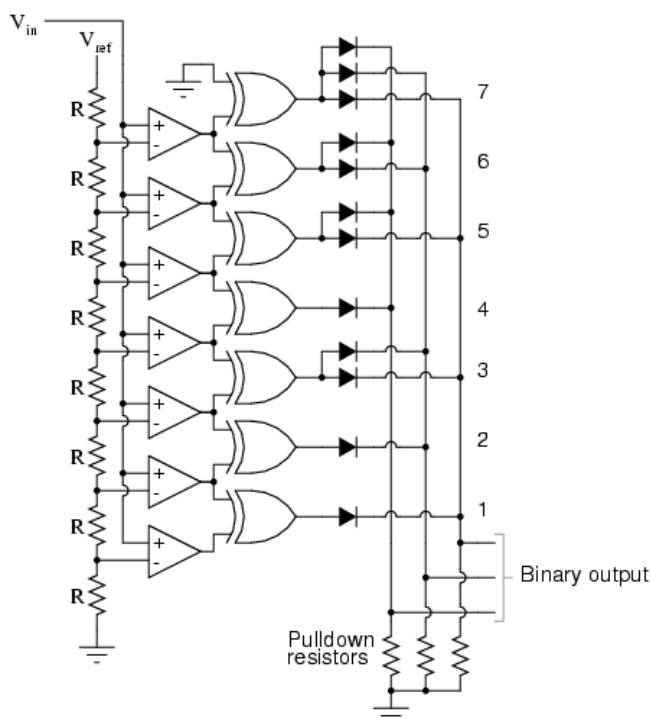 Vin
Vref
R
+
-
7
R
+
-
6
R
+
-
5
R
+
-
4
R
+
-
3
R
+
-
2
R
+
-
1
R
Binary output
Pulldown
resistors